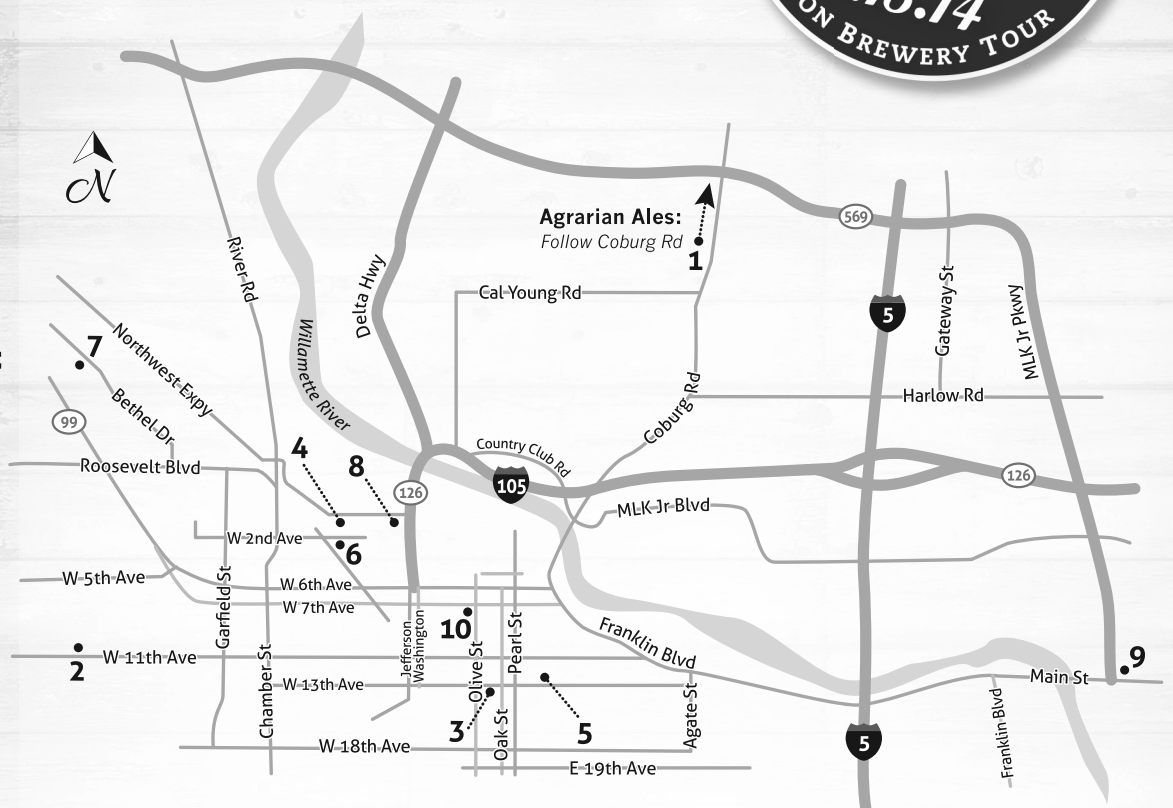 ON BREWERY TOUR
N
569
Agrarian Ales:
Follow Coburg Rd
1
River Rd
Delta Hwy
Cal Young Rd
5
Gateway St
MLK Jr Pkwy
Willamette River
7
Northwest Expy
Bethel Dr
99
Coburg Rd
Harlow Rd
Country Club Rd
4
8
Roosevelt Blvd
126
105
126
MLK Jr Blvd
W 2nd Ave
6
W 5th Ave
Garfield St
W 6th Ave
W 7th Ave
10
Jefferson
Washington
Olive St
Pearl St
Franklin Blvd
2
W 11th Ave
Chamber St
W 13th Ave
Main St
9
3
Oak St
5
Agate St
Franklin Blvd
W 18th Ave
5
E 19th Ave